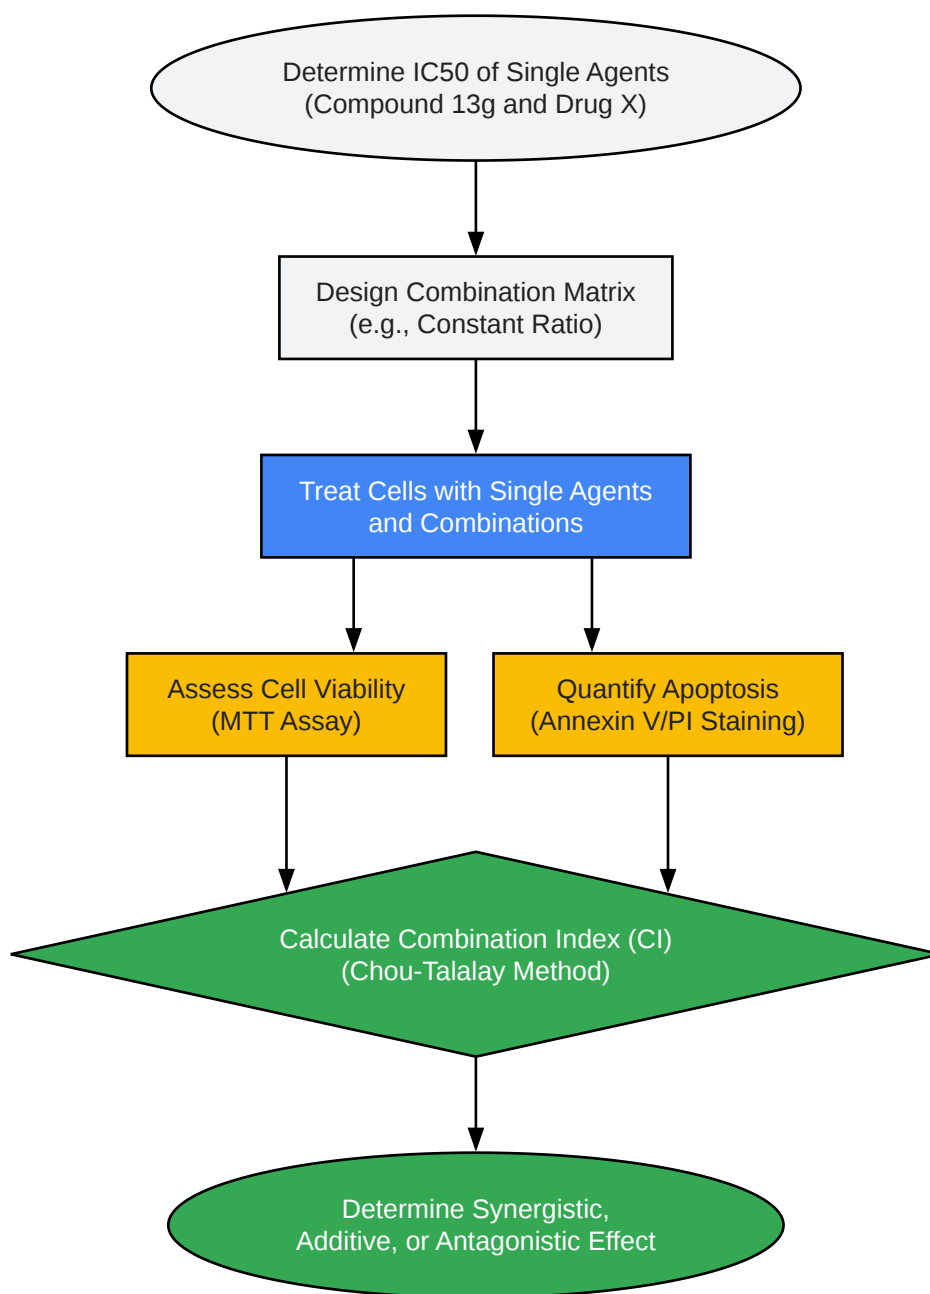 Determine IC50 of Single Agents
(Compound 13g and Drug X)
Design Combination Matrix
(e.g., Constant Ratio)
Treat Cells with Single Agents
and Combinations
Assess Cell Viability
(MTT Assay)
Quantify Apoptosis
(Annexin V/PI Staining)
Calculate Combination Index (CI)
(Chou-Talalay Method)
Determine Synergistic,
Additive, or Antagonistic Effect